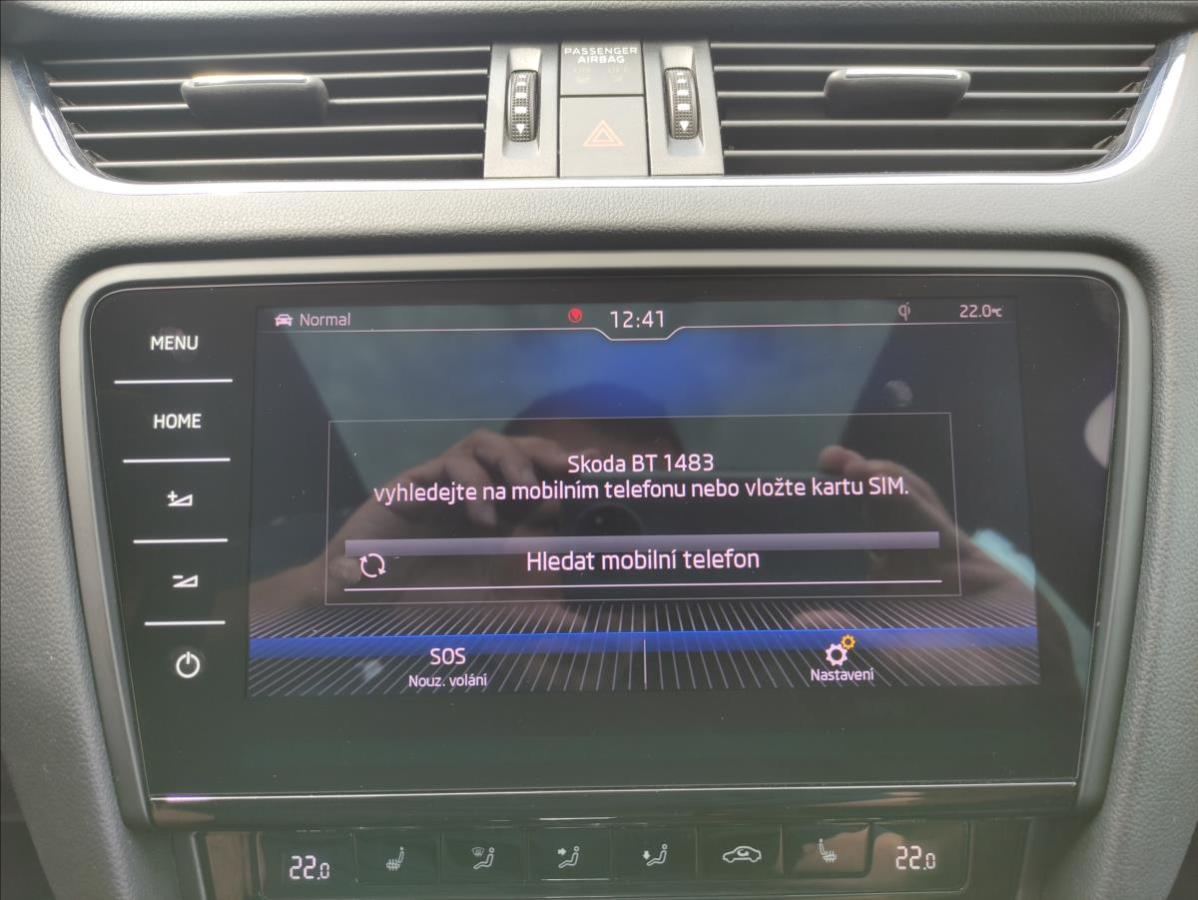 PASSENGER
AIRBAG
Normal
12:41
22.0°C
MENU
HOME
Skoda BT 1483
vyhledejte na mobilním telefonu nebo vložte kartu SIM.
Hledat mobilní telefon
SOS
Nouz. volání
Nastavení
22.0
22.0